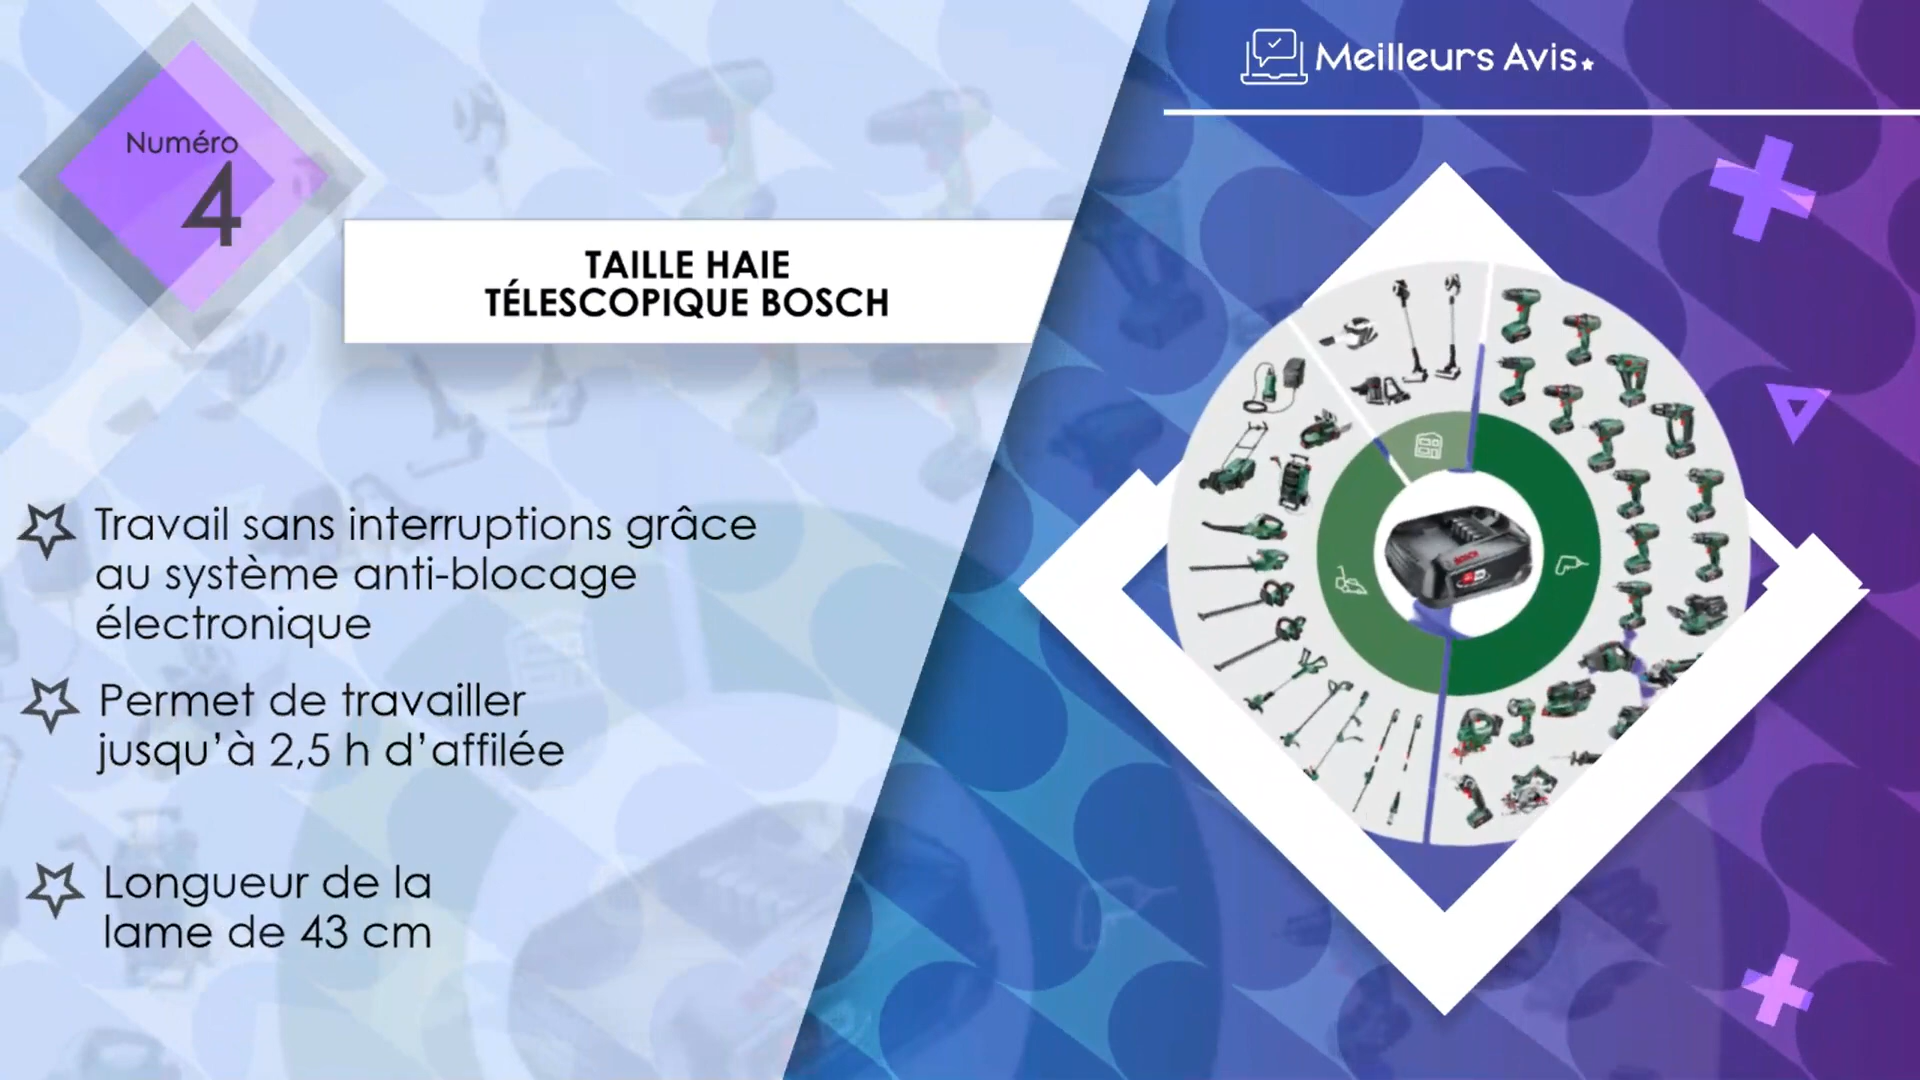 Meilleurs Avis
Numéro
4
TAILLE HAIE
TÉLESCOPIQUE BOSCH
Travail sans interruptions grâce
au système anti-blocage
électronique
Permet de travailler
jusqu’à 2,5 h d’affilée
Longueur de la
lame de 43 cm
BOSCH